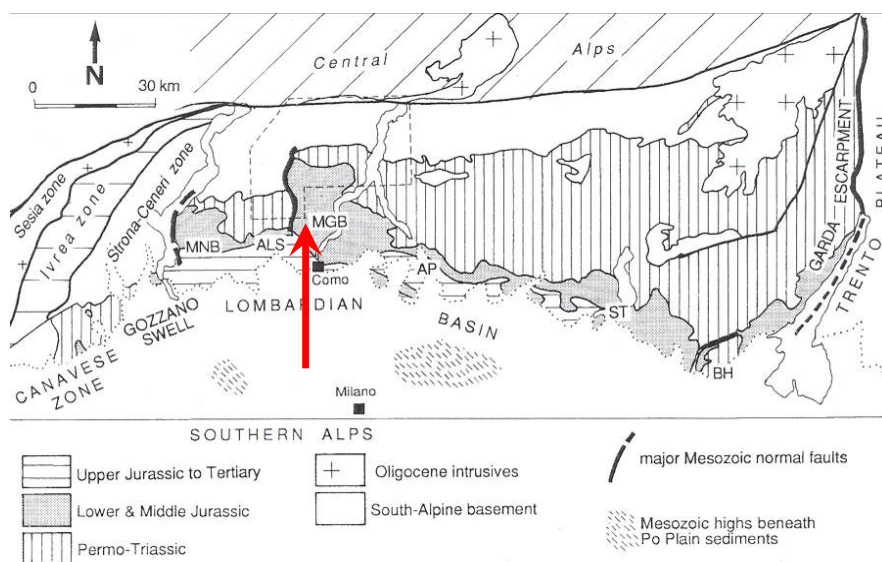 N
0 30 km
Central Alps
Sesia zone
Ivrea zone
Strona-Ceneri zone
MNB
ALS
MGB
Como
AP
ST
BH
GARDA ESCARPMENT
TRENTO PLATEAU
GOZZANO
SWELL
LOMBARDIAN
BASIN
CANAVESE
ZONE
Milano
SOUTHERN ALPS
Upper Jurassic to Tertiary
Lower & Middle Jurassic
Permo-Triassic
Oligocene intrusives
South-Alpine basement
major Mesozoic normal faults
Mesozoic highs beneath
Po Plain sediments